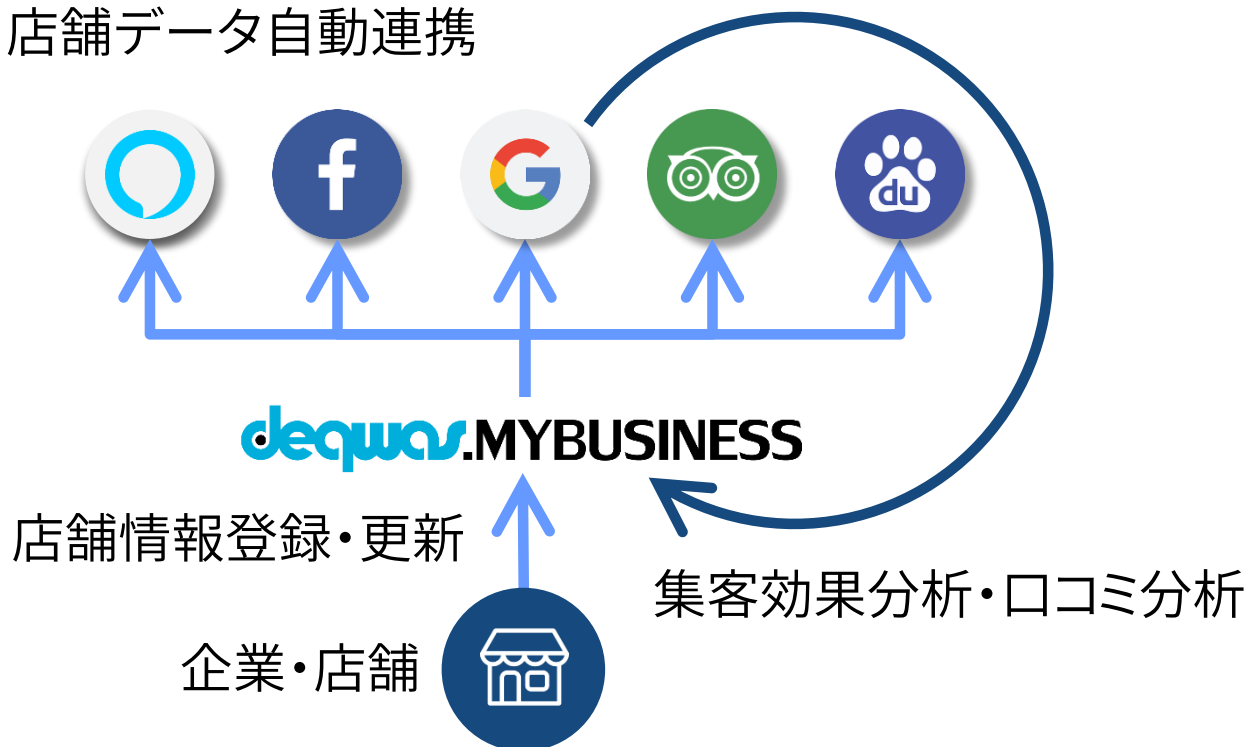 店舗データ自動連携
f
G
du
deqwas.MYBUSINESS
店舗情報登録・更新
集客効果分析・口コミ分析
企業・店舗